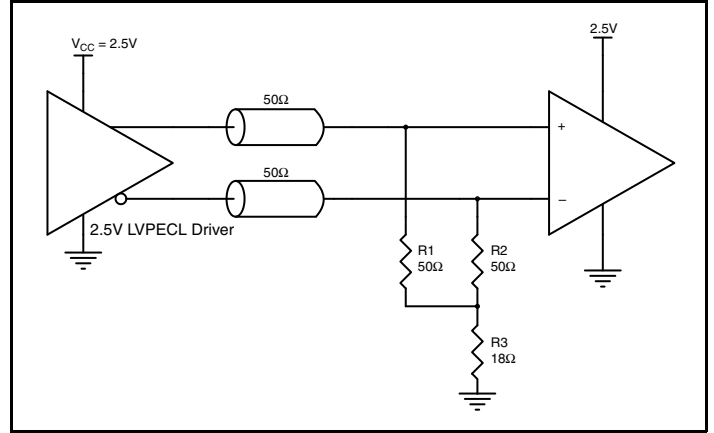 V_CC = 2.5V
2.5V
50Ω
+
50Ω
−
2.5V LVPECL Driver
R1
50Ω
R2
50Ω
R3
18Ω